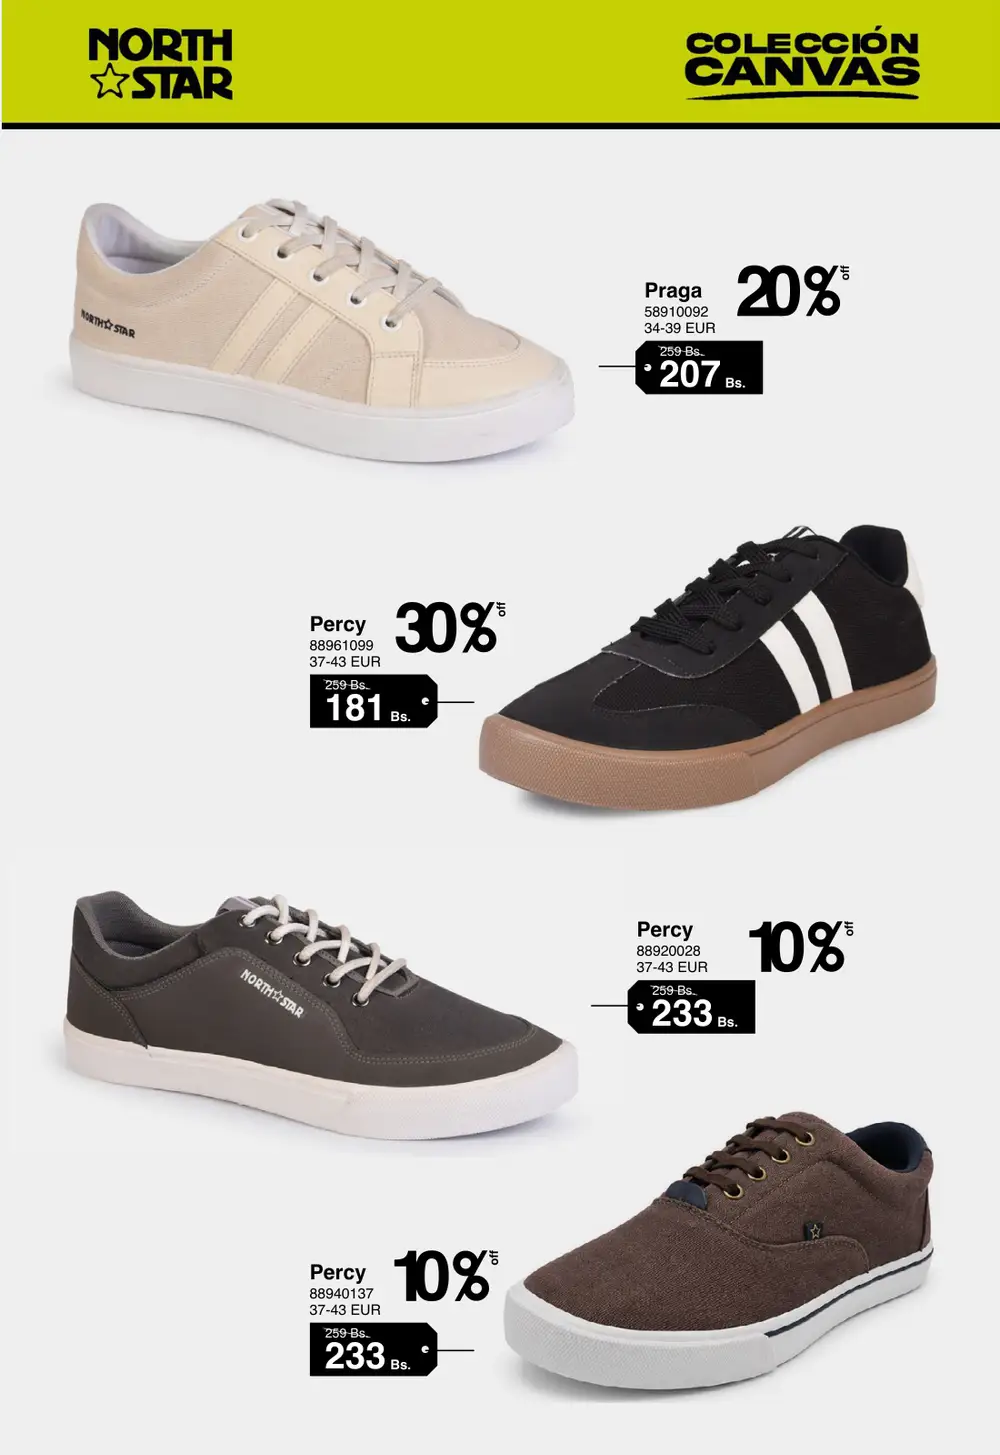 NORTH
STAR
COLECCIÓN
CANVAS
NORTH STAR
Praga
58910092
34-39 EUR
20% off
259 Bs.
207 Bs.
Percy
88961099
37-43 EUR
30% off
259 Bs.
181 Bs.
NORTH STAR
Percy
88920028
37-43 EUR
10% off
259 Bs.
233 Bs.
Percy
88940137
37-43 EUR
10% off
259 Bs.
233 Bs.